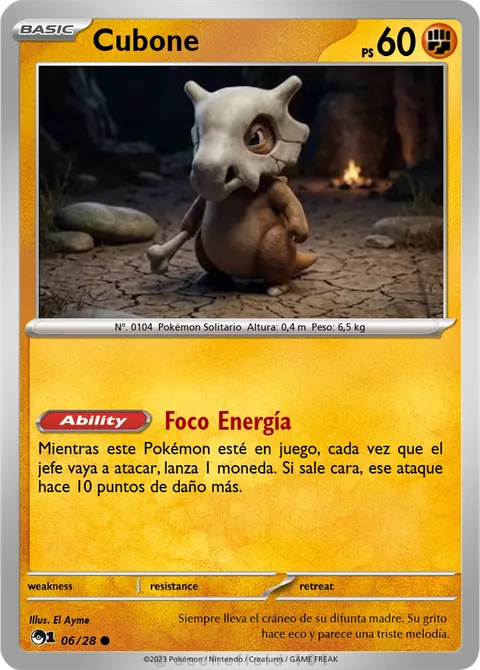 BASIC
Cubone
PS 60
Nº. 0104 Pokémon Solitario Altura: 0,4 m Peso: 6,5 kg
Ability Foco Energía
Mientras este Pokémon esté en juego, cada vez que el
jefe vaya a atacar, lanza 1 moneda. Si sale cara, ese ataque
hace 10 puntos de daño más.
weakness resistance retreat
Illus. El Ayme
Siempre lleva el cráneo de su difunta madre. Su grito
hace eco y parece una triste melodía.
1 06/28
©2023 Pokémon / Nintendo / Creatures / GAME FREAK